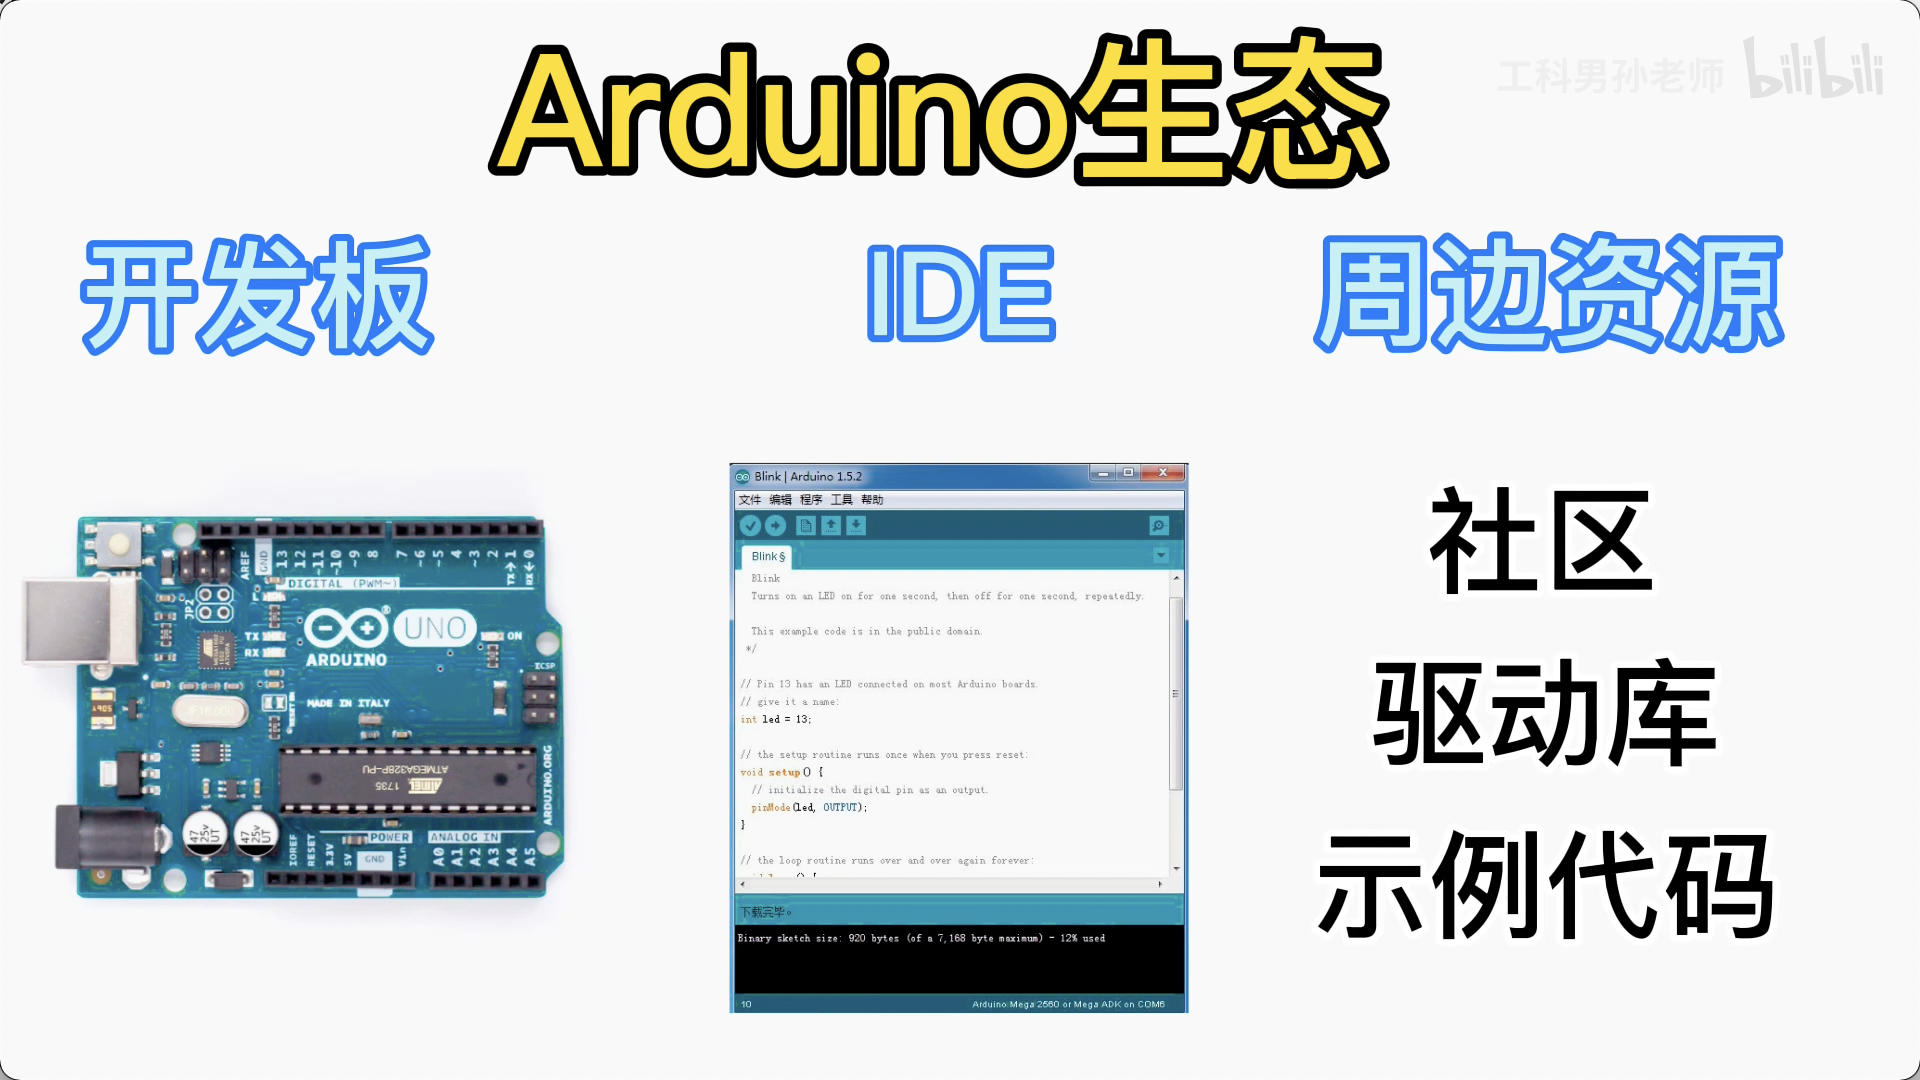 Arduino生态
工科男孙老师 bilibili
开发板
IDE
周边资源
AREF
GND
13
12
~11
~10
~9
8
7
~6
~5
4
~3
2
TX→1
RX←0
DIGITAL (PWM~)
JP2
L
TX
RX
UNO
ON
ARDUINO
ICSP
MADE IN ITALY
RESET-EN
ATMEGA328P-PU
1735
ARDUINO.ORG
47
25V
UT
47
25V
UT
IOREF
RESET
3.3V
5V
POWER
GND
Vin
ANALOG IN
A0
A1
A2
A3
A4
A5
Blink | Arduino 1.5.2
文件 编辑 程序 工具 帮助
Blink §
Blink
Turns on an LED on for one second, then off for one second, repeatedly.
This example code is in the public domain.
*/
// Pin 13 has an LED connected on most Arduino boards.
// give it a name:
int led = 13;
// the setup routine runs once when you press reset:
void setup() {
// initialize the digital pin as an output.
pinMode(led, OUTPUT);
}
// the loop routine runs over and over again forever:
下载完毕。
Binary sketch size: 920 bytes (of a 7,168 byte maximum) - 12% used
10
Arduino Mega 2560 or Mega ADK on COM6
社区
驱动库
示例代码